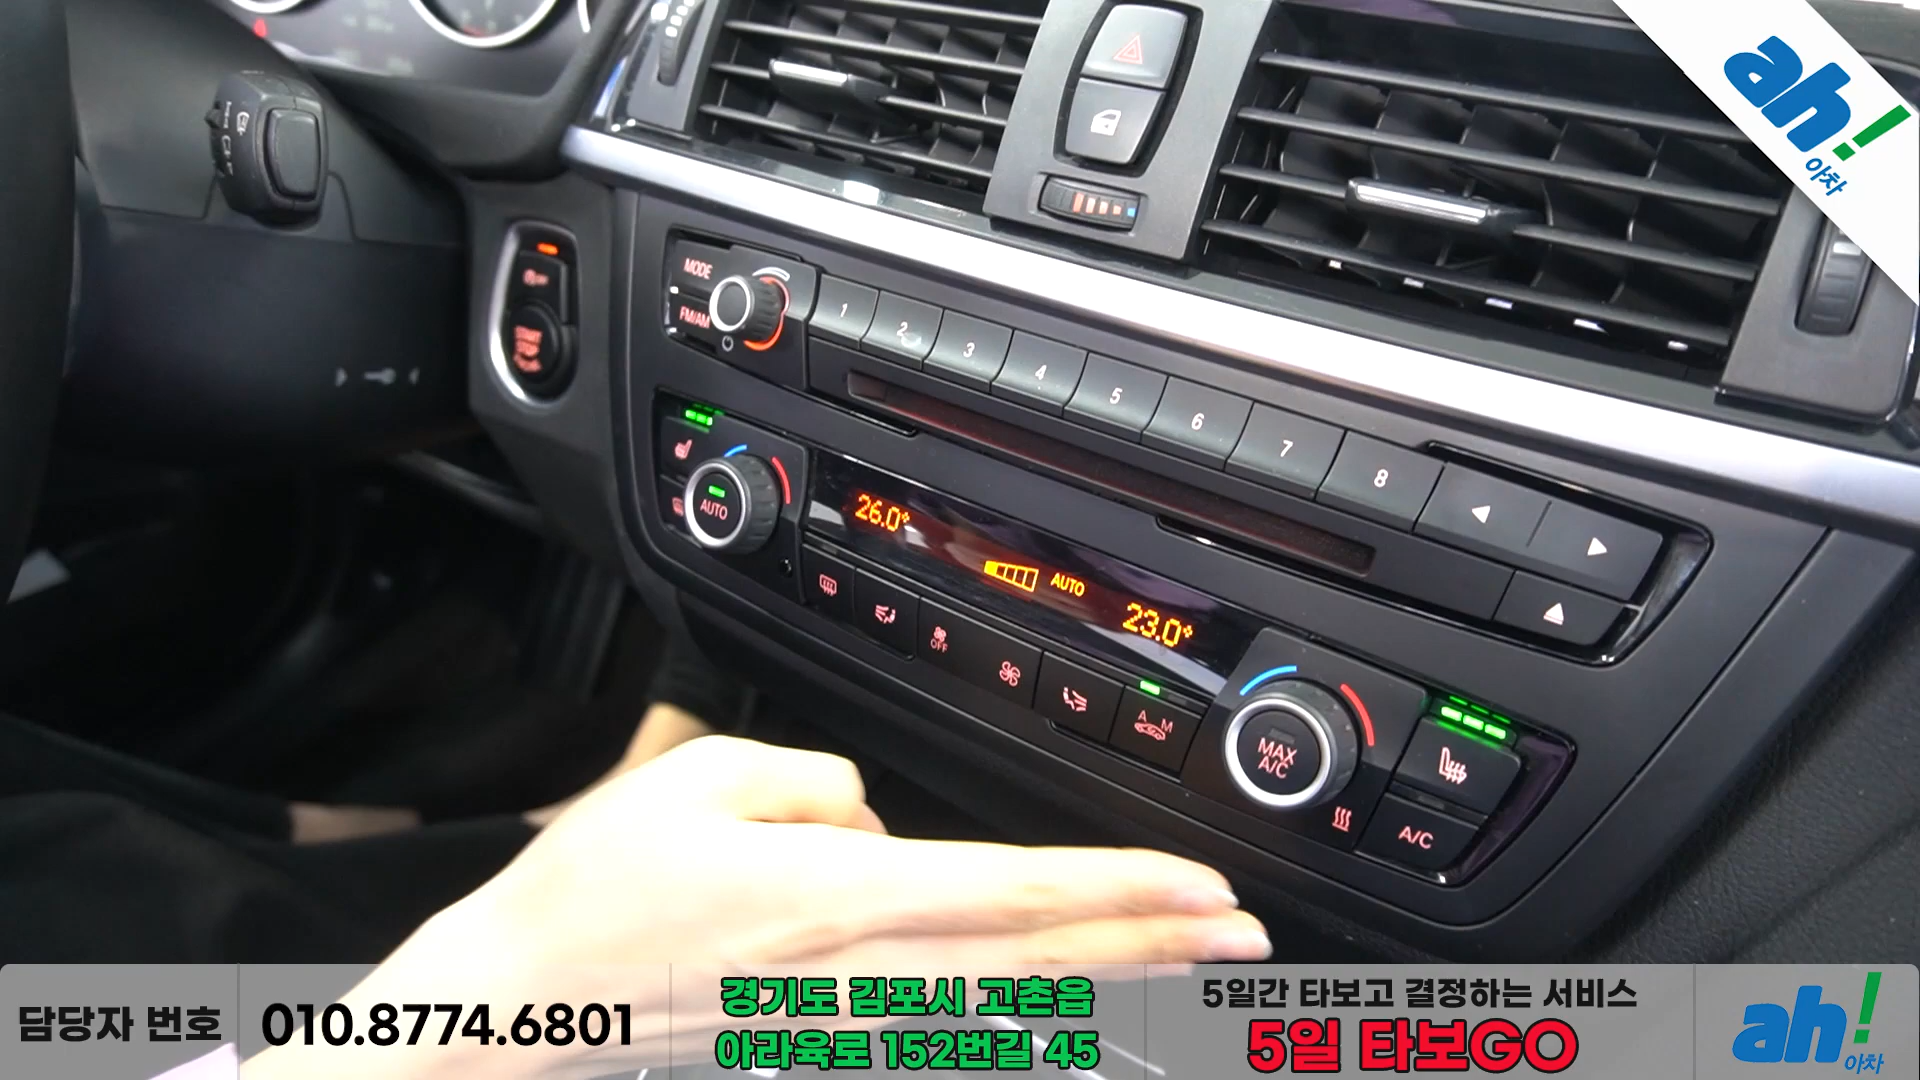 ah!
아차
MODE
FM/AM
1
2
3
4
5
6
7
8
START
STOP
AUTO
26.0°
AUTO
23.0°
OFF
A M
MAX
A/C
A/C
담당자 번호
010.8774.6801
경기도 김포시 고촌읍
아라육로 152번길 45
5일간 타보고 결정하는 서비스
5일 타보GO
ah!
아차